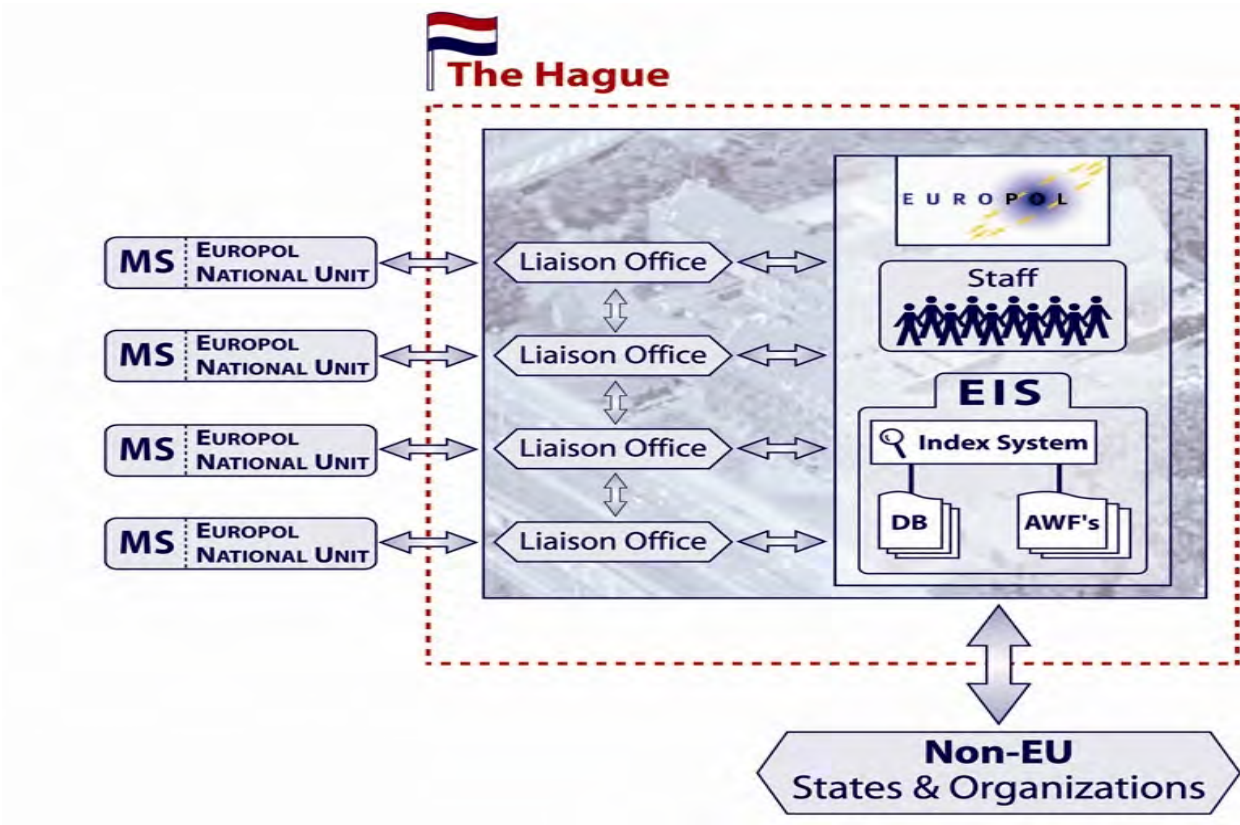 The Hague
EUROPOL
MS EUROPOL NATIONAL UNIT
Liaison Office
Staff
MS EUROPOL NATIONAL UNIT
Liaison Office
EIS
MS EUROPOL NATIONAL UNIT
Liaison Office
Index System
DB
AWF's
MS EUROPOL NATIONAL UNIT
Liaison Office
Non-EU
States & Organizations